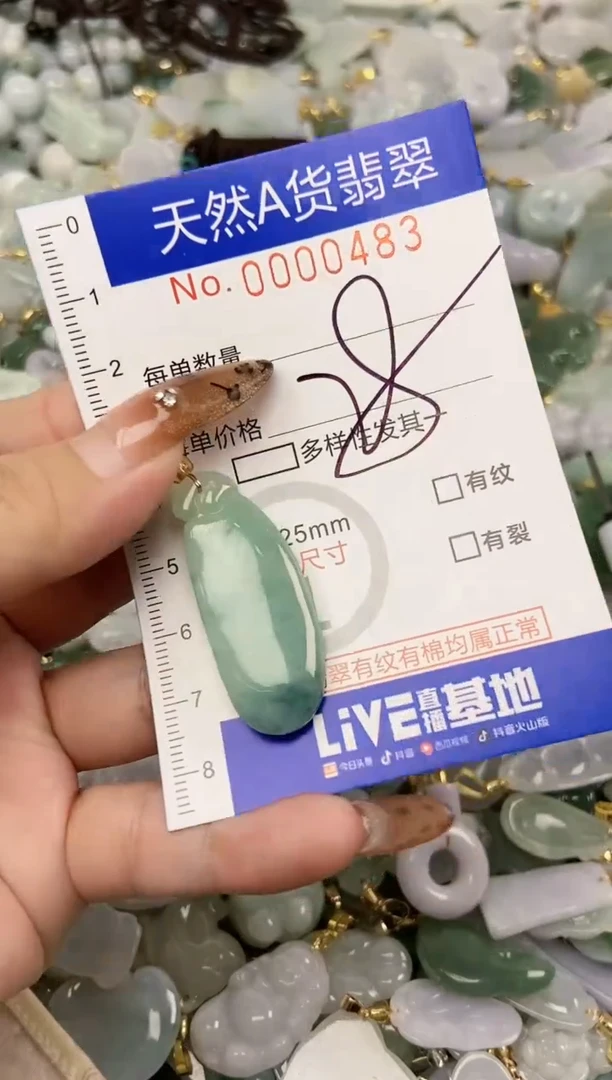 天然A货翡翠
No.0000483
0
1
2
每单数量
单价格
多样性发其一
有纹
25mm
尺寸
有裂
5
6
翠有纹有棉均属正常
7
LiVE直播基地
8
今日头条 抖音 西瓜视频 抖音火山版